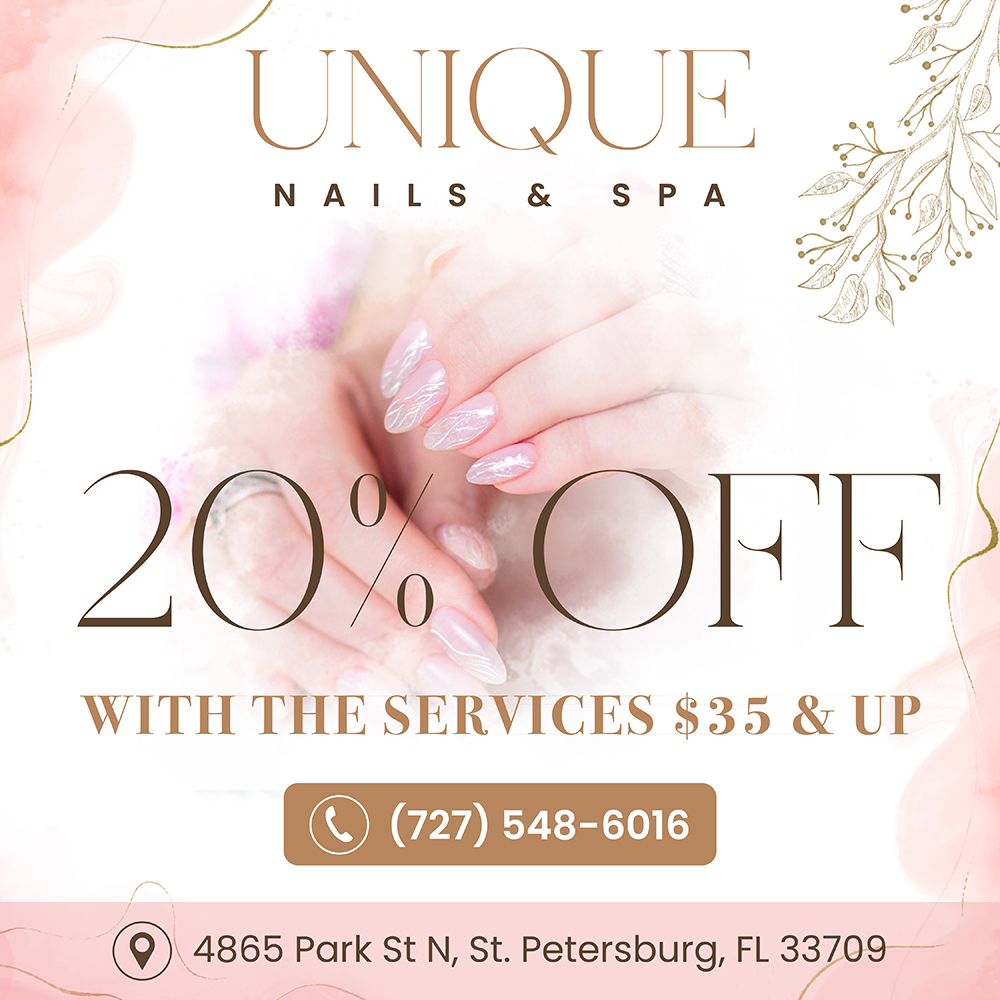 UNIQUE
NAILS & SPA
20% OFF
WITH THE SERVICES $35 & UP
(727) 548-6016
4865 Park St N, St. Petersburg, FL 33709